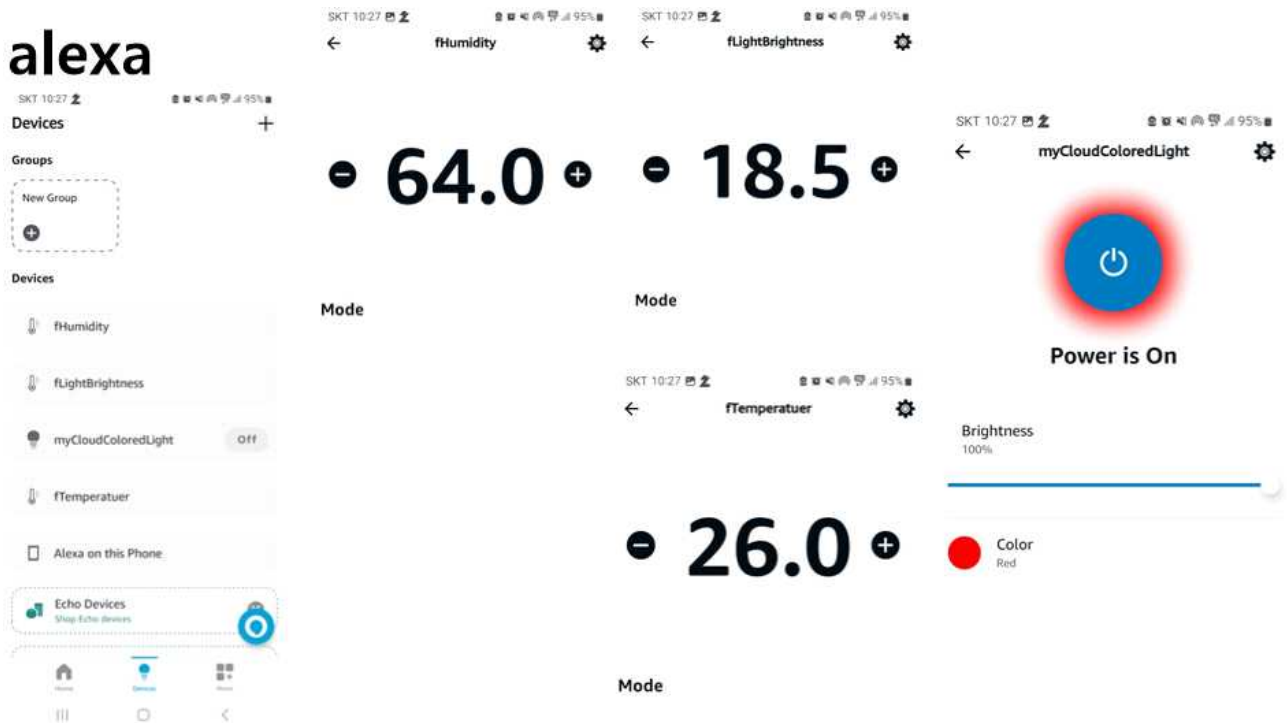 alexa
SKT 10:27 95%
Devices
Groups
New Group
Devices
fHumidity
fLightBrightness
myCloudColoredLight Off
fTemperatuer
Alexa on this Phone
Echo Devices
Shop Echo devices
Home Devices More
SKT 10:27 95%
fHumidity
64.0
Mode
SKT 10:27 95%
fLightBrightness
18.5
Mode
SKT 10:27 95%
fTemperatuer
26.0
Mode
SKT 10:27 95%
myCloudColoredLight
Power is On
Brightness
100%
Color
Red